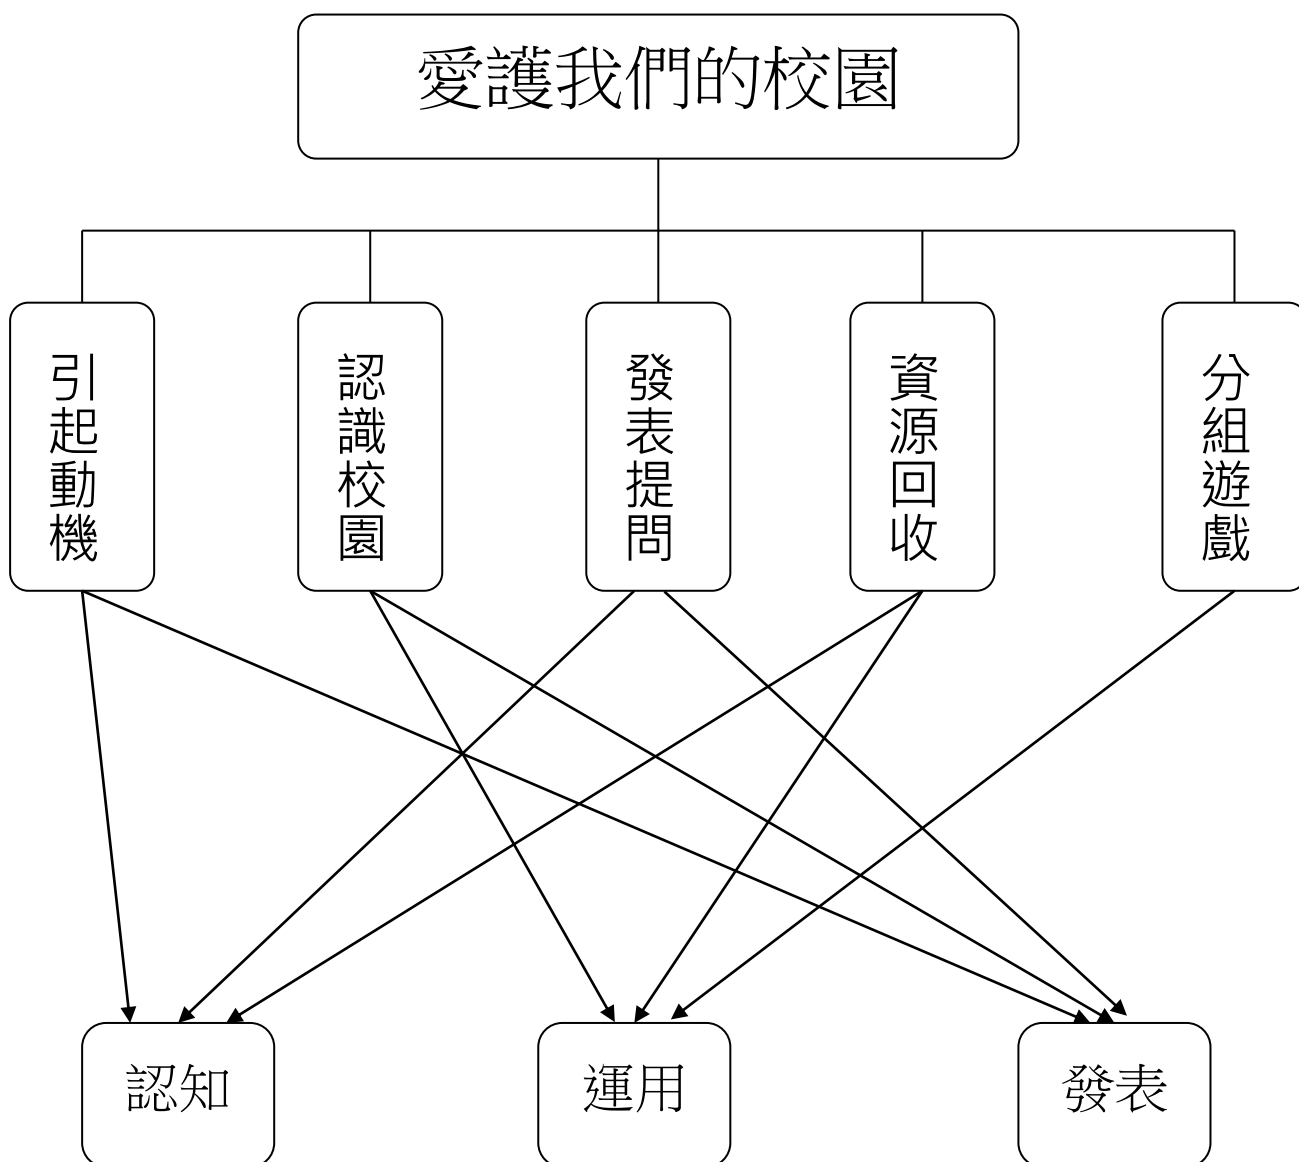 愛護我們的校園
引起動機
認識校園
發表提問
資源回收
分組遊戲
認知
運用
發表